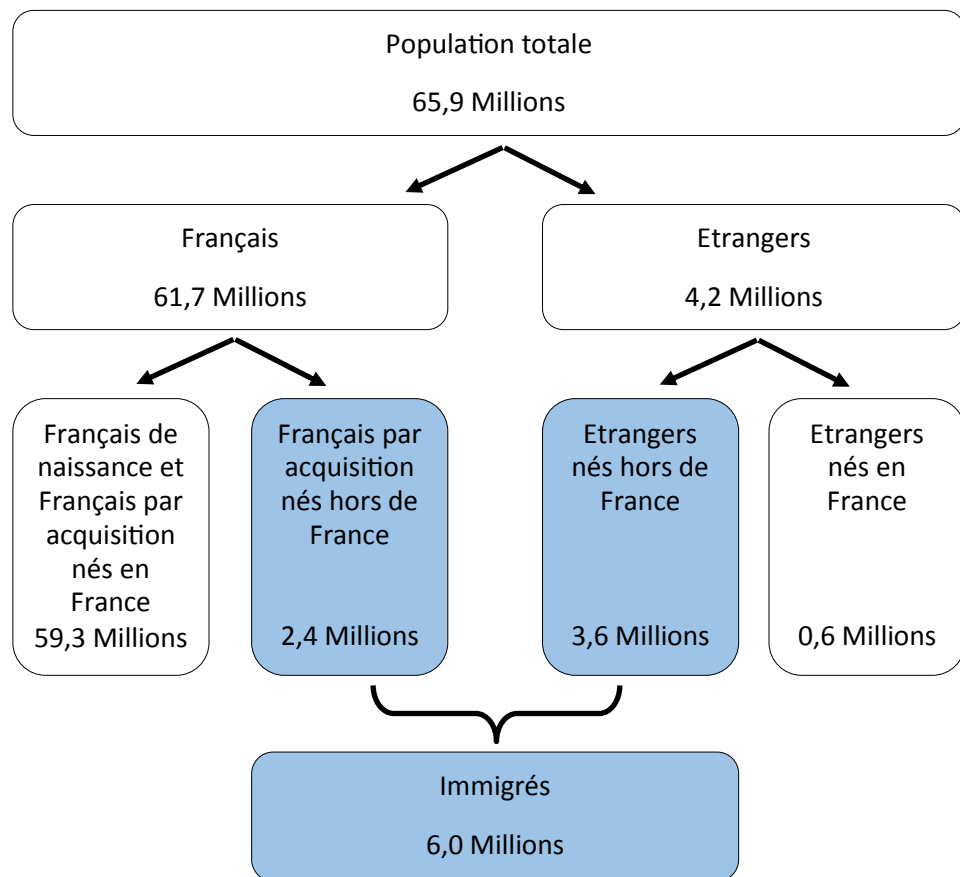 Population totale
65,9 Millions
Français
61,7 Millions
Etrangers
4,2 Millions
Français de
naissance et
Français par
acquisition
nés en
France
59,3 Millions
Français par
acquisition
nés hors de
France
2,4 Millions
Etrangers
nés hors de
France
3,6 Millions
Etrangers
nés en
France
0,6 Millions
Immigrés
6,0 Millions